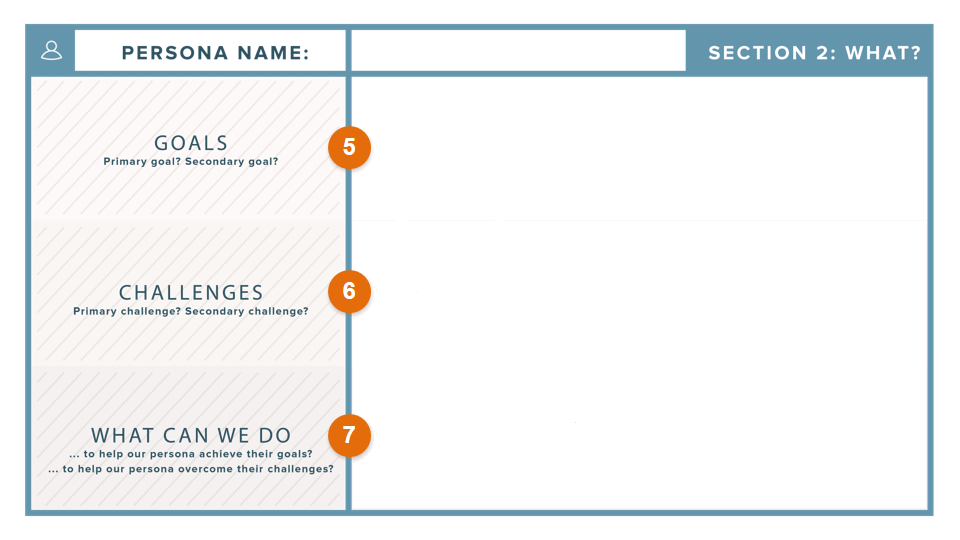 PERSONA NAME:
SECTION 2: WHAT?
GOALS
Primary goal? Secondary goal?
5
CHALLENGES
Primary challenge? Secondary challenge?
6
WHAT CAN WE DO
... to help our persona achieve their goals?
... to help our persona overcome their challenges?
7